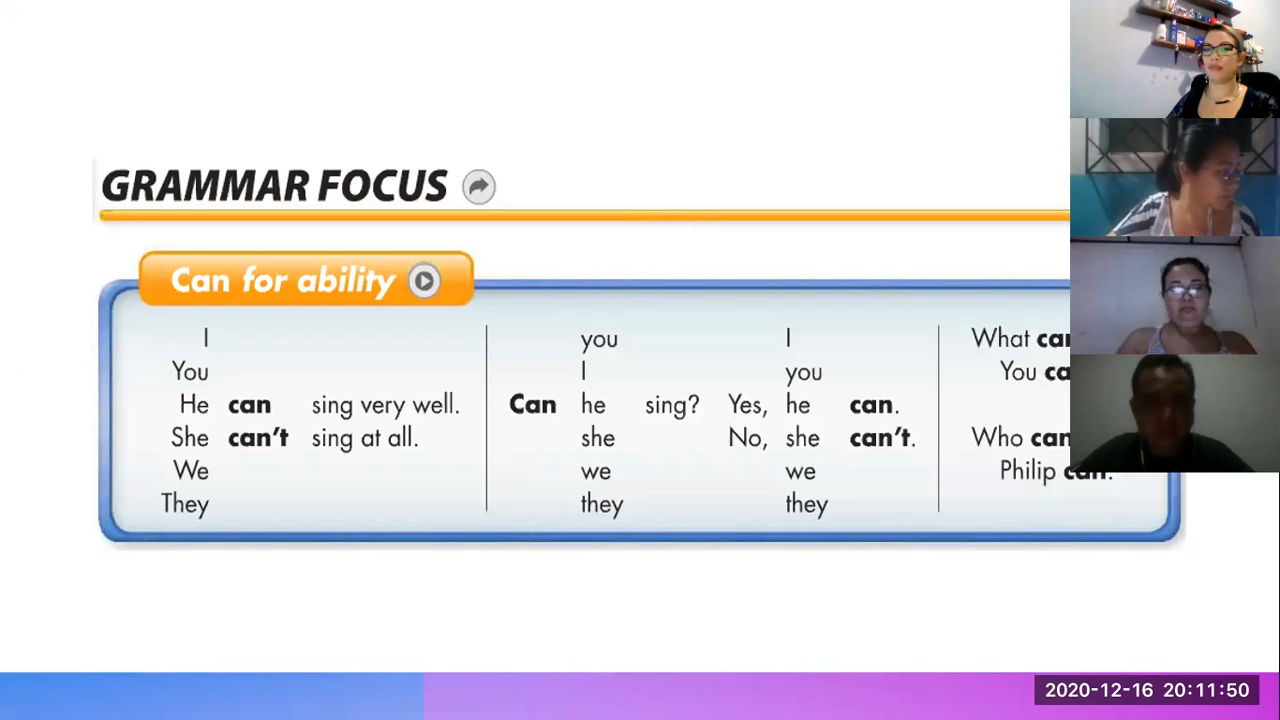 GRAMMAR FOCUS
Can for ability
I
You
He can sing very well.
She can't sing at all.
We
They
you I
I you
Can he sing? Yes, he can.
she No, she can't.
we we
they they
What
You
Who can
Philip can.
2020-12-16 20:11:50